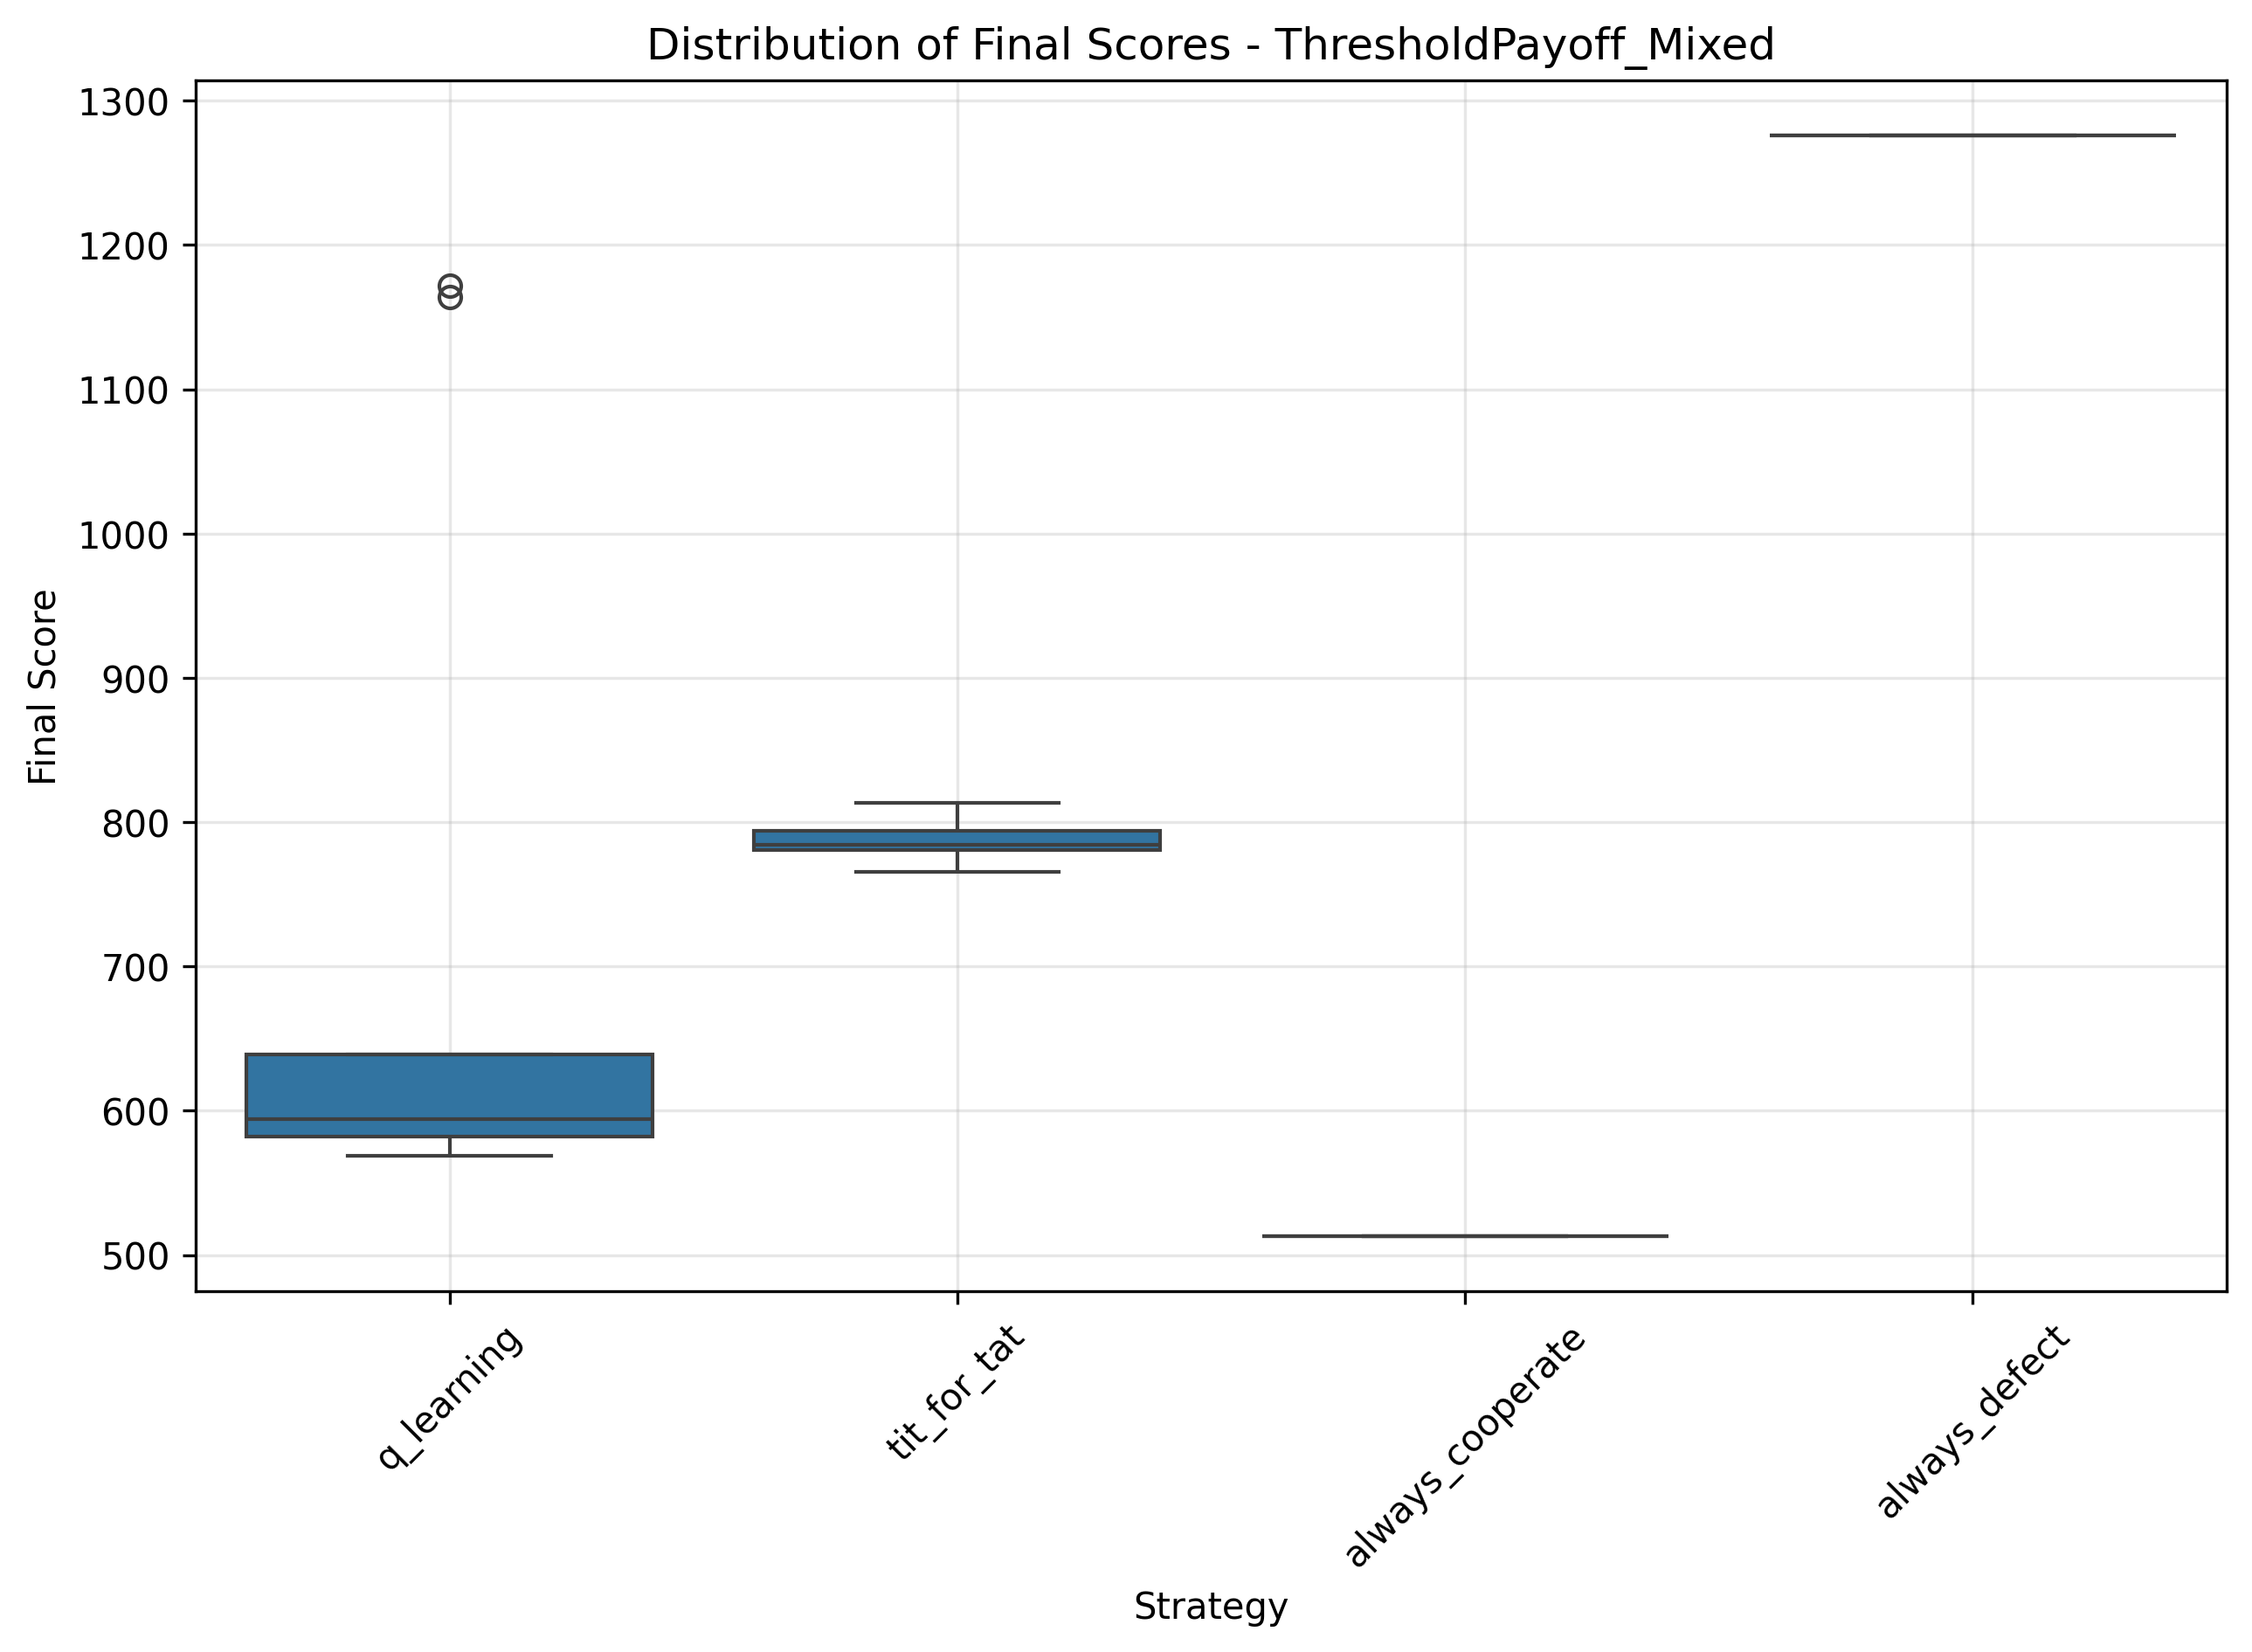 Distribution of Final Scores - ThresholdPayoff_Mixed
1300
1200
1100
1000
900
800
700
600
500
Final Score
q_learning
tit_for_tat
always_cooperate
always_defect
Strategy